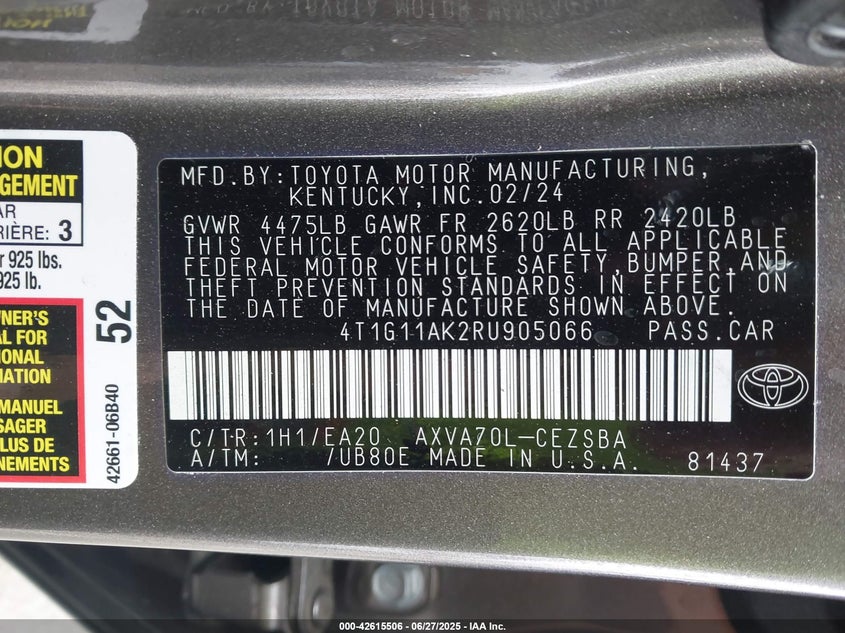 ION
GEMENT
AR
RIÈRE: 3
925 lbs.
925 lb.
WNER'S
AL FOR
IONAL
MATION
MANUEL
SAGER
PLUS DE
NEMENTS
52
42661-06B40
MFD.BY:TOYOTA MOTOR MANUFACTURING,
KENTUCKY,INC.02/24
GVWR 4475LB GAWR FR 2620LB RR 2420LB
THIS VEHICLE CONFORMS TO ALL APPLICABLE
FEDERAL MOTOR VEHICLE SAFETY,BUMPER,AND
THEFT PREVENTION STANDARDS IN EFFECT ON
THE DATE OF MANUFACTURE SHOWN ABOVE.
4T1G11AK2RU905066 PASS.CAR
C/TR:1H1/EA20 AXVA70L-CEZSBA
A/TM: /UB80E MADE IN U.S.A. 81437
000-42615506 | 06/27/2025 - IAA Inc.